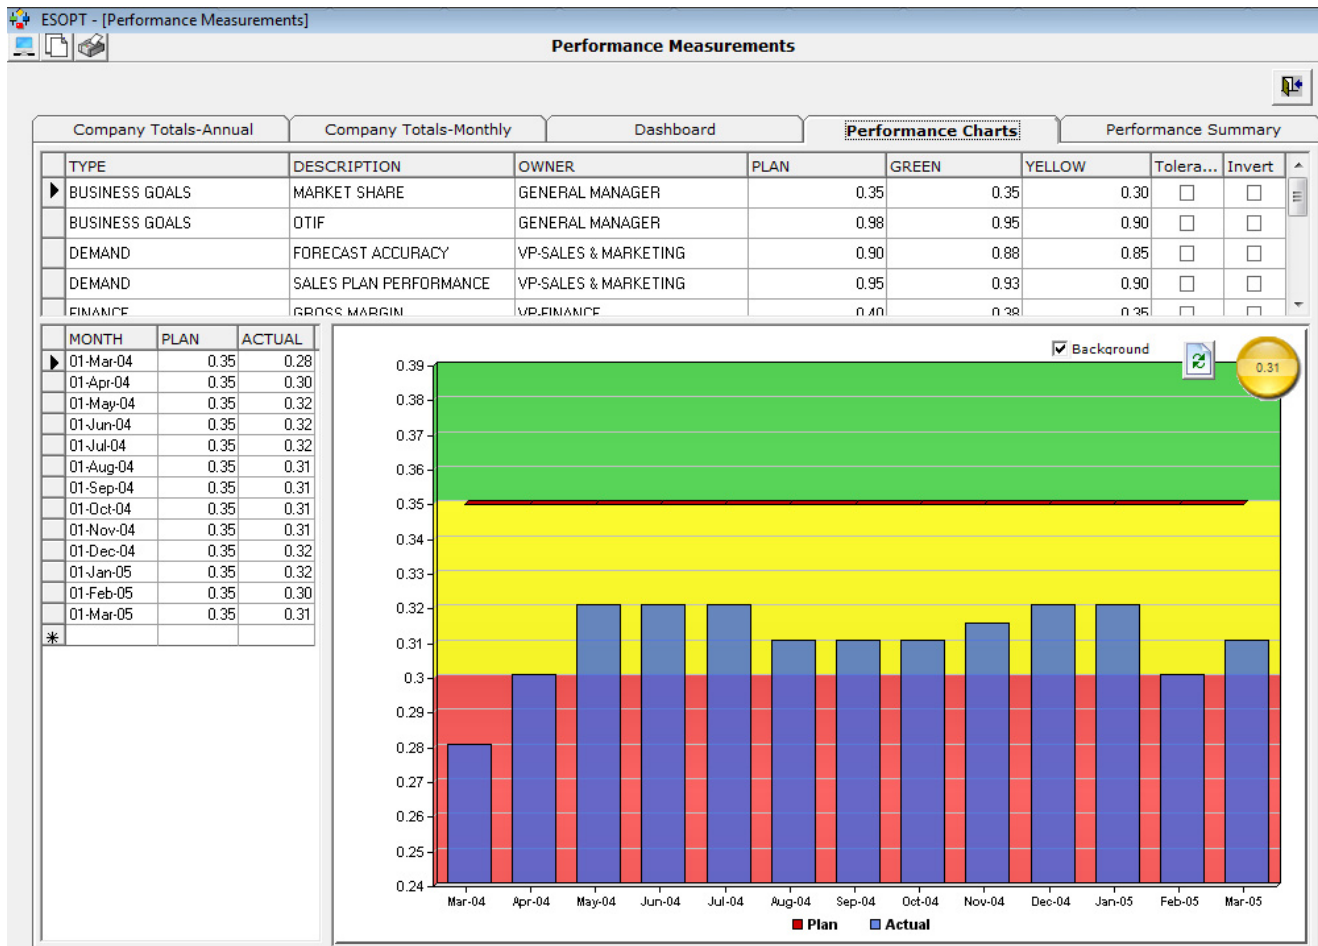 ESOPT - [Performance Measurements]
Performance Measurements
Company Totals-Annual Company Totals-Monthly Dashboard Performance Charts Performance Summary
TYPE DESCRIPTION OWNER PLAN GREEN YELLOW Tolera... Invert
BUSINESS GOALS MARKET SHARE GENERAL MANAGER 0.35 0.35 0.30
BUSINESS GOALS OTIF GENERAL MANAGER 0.98 0.95 0.90
DEMAND FORECAST ACCURACY VP-SALES & MARKETING 0.90 0.88 0.85
DEMAND SALES PLAN PERFORMANCE VP-SALES & MARKETING 0.95 0.93 0.90
FINANCE GROSS MARGIN VP-FINANCE 0.40 0.38 0.35
MONTH PLAN ACTUAL
01-Mar-04 0.35 0.28
01-Apr-04 0.35 0.30
01-May-04 0.35 0.32
01-Jun-04 0.35 0.32
01-Jul-04 0.35 0.32
01-Aug-04 0.35 0.31
01-Sep-04 0.35 0.31
01-Oct-04 0.35 0.31
01-Nov-04 0.35 0.31
01-Dec-04 0.35 0.32
01-Jan-05 0.35 0.32
01-Feb-05 0.35 0.30
01-Mar-05 0.35 0.31
Background
0.31
0.39
0.38
0.37
0.36
0.35
0.34
0.33
0.32
0.31
0.3
0.29
0.28
0.27
0.26
0.25
0.24
Mar-04 Apr-04 May-04 Jun-04 Jul-04 Aug-04 Sep-04 Oct-04 Nov-04 Dec-04 Jan-05 Feb-05 Mar-05
Plan Actual